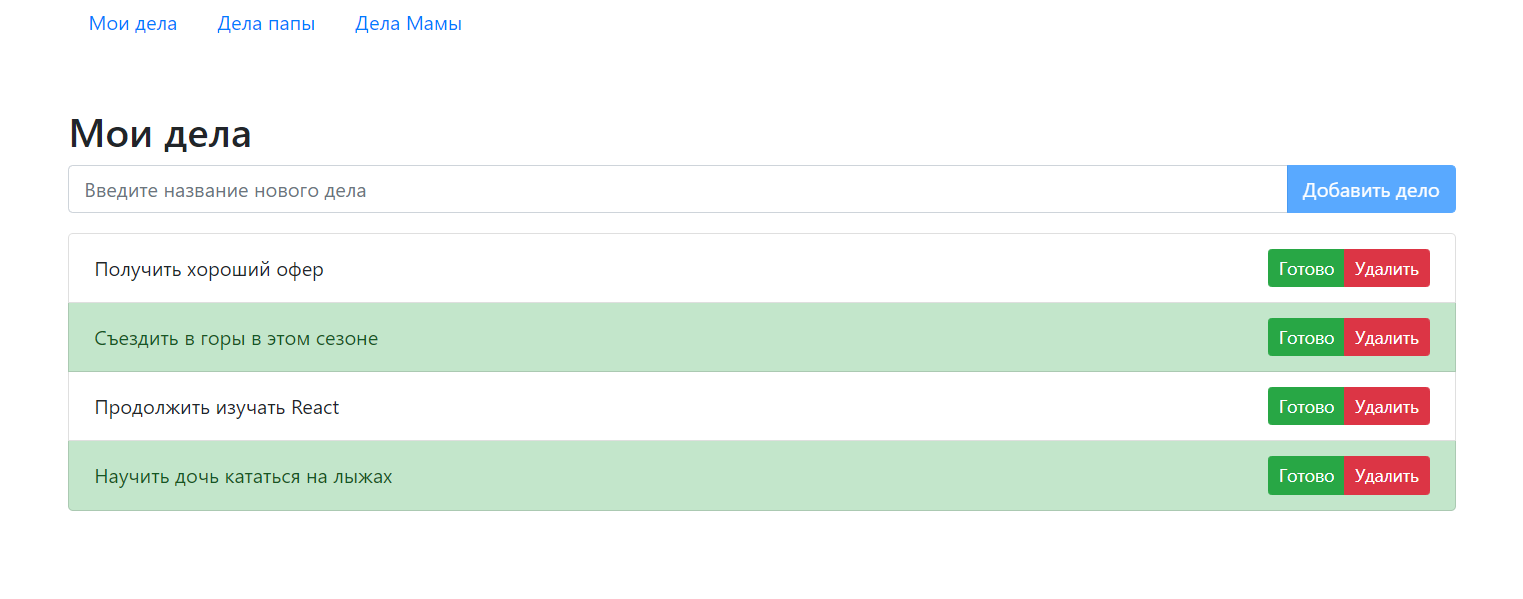 Мои дела Дела папы Дела Мамы
Мои дела
Введите название нового дела Добавить дело
Получить хороший офер Готово Удалить
Съездить в горы в этом сезоне Готово Удалить
Продолжить изучать React Готово Удалить
Научить дочь кататься на лыжах Готово Удалить